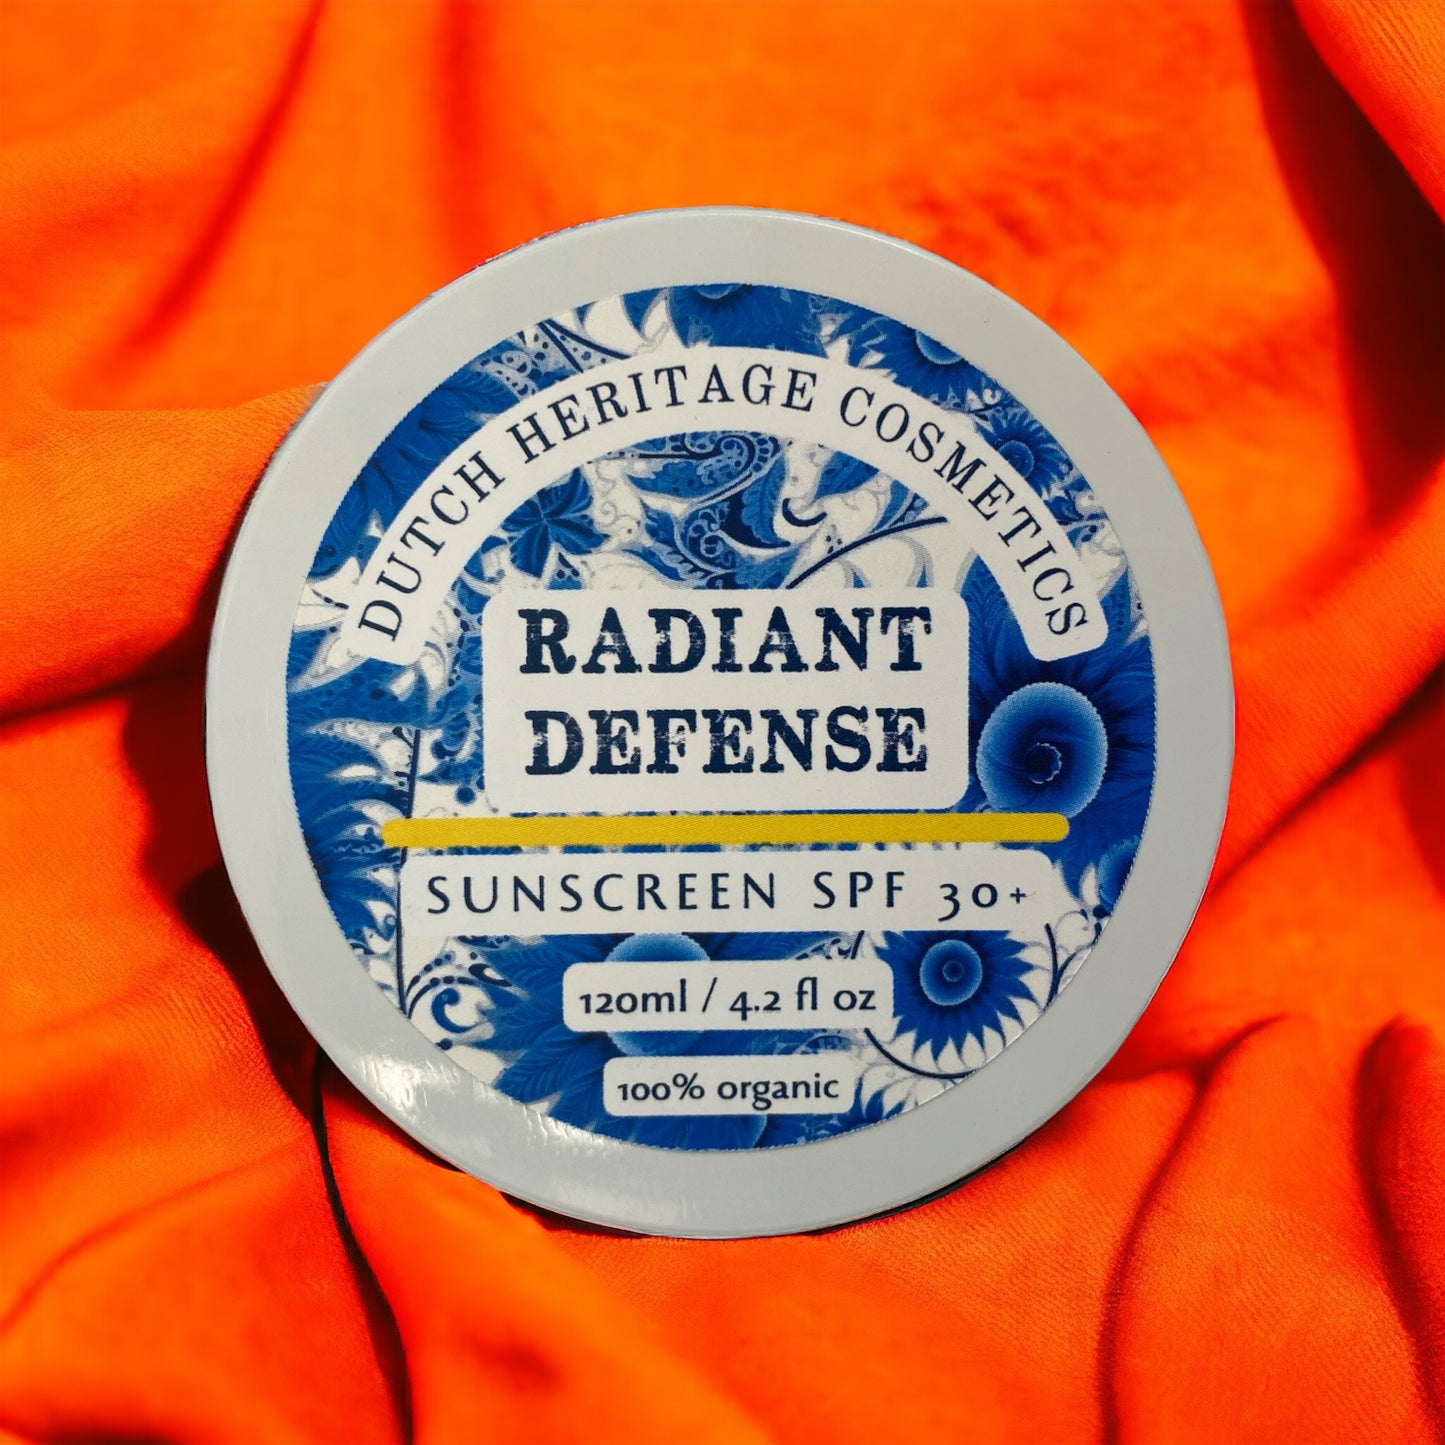 DUTCH HERITAGE COSMETICS
RADIANT
DEFENSE
SUNSCREEN SPF 30+
120ml / 4.2 fl oz
100% organic